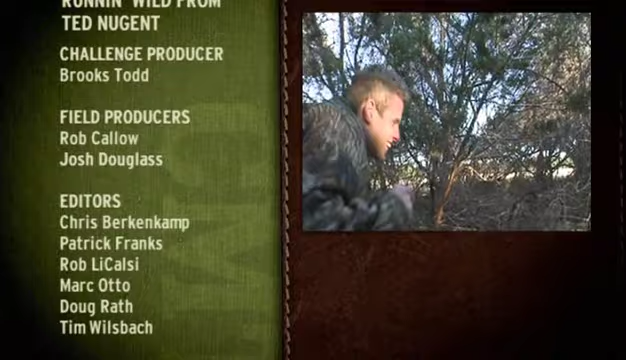 RUNNIN' WILD FROM
TED NUGENT
CHALLENGE PRODUCER
Brooks Todd
FIELD PRODUCERS
Rob Callow
Josh Douglass
EDITORS
Chris Berkenkamp
Patrick Franks
Rob LiCalsi
Marc Otto
Doug Rath
Tim Wilsbach